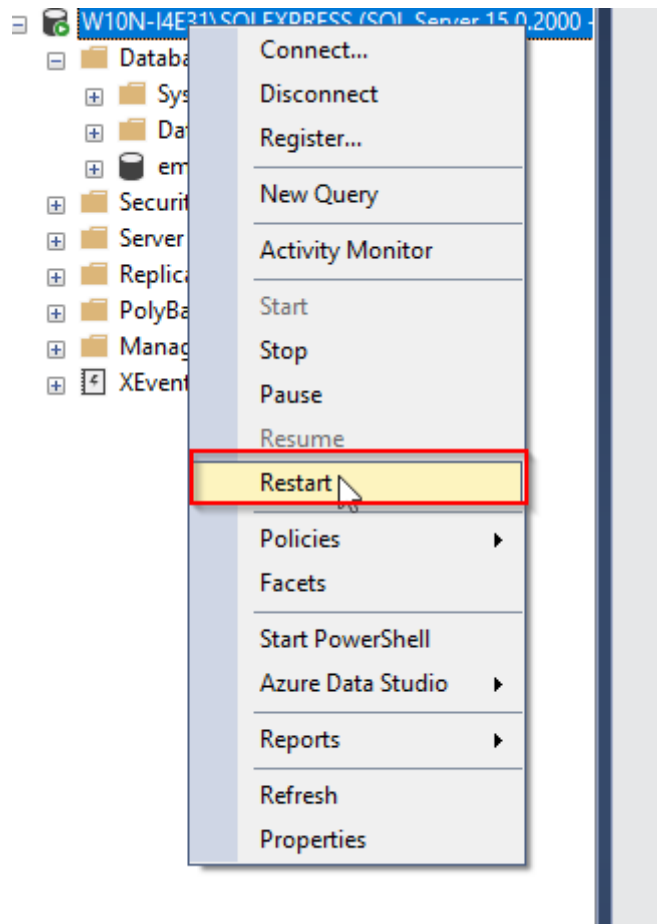 W10N-I4E31\SQLEXPRESS (SQL Server 15.0.2000 -
Databa
Connect...
Sys
Disconnect
Dat
Register...
em
Securit
New Query
Server
Activity Monitor
Replica
PolyBa
Start
Manag
Stop
XEvent
Pause
Resume
Restart
Policies
Facets
Start PowerShell
Azure Data Studio
Reports
Refresh
Properties